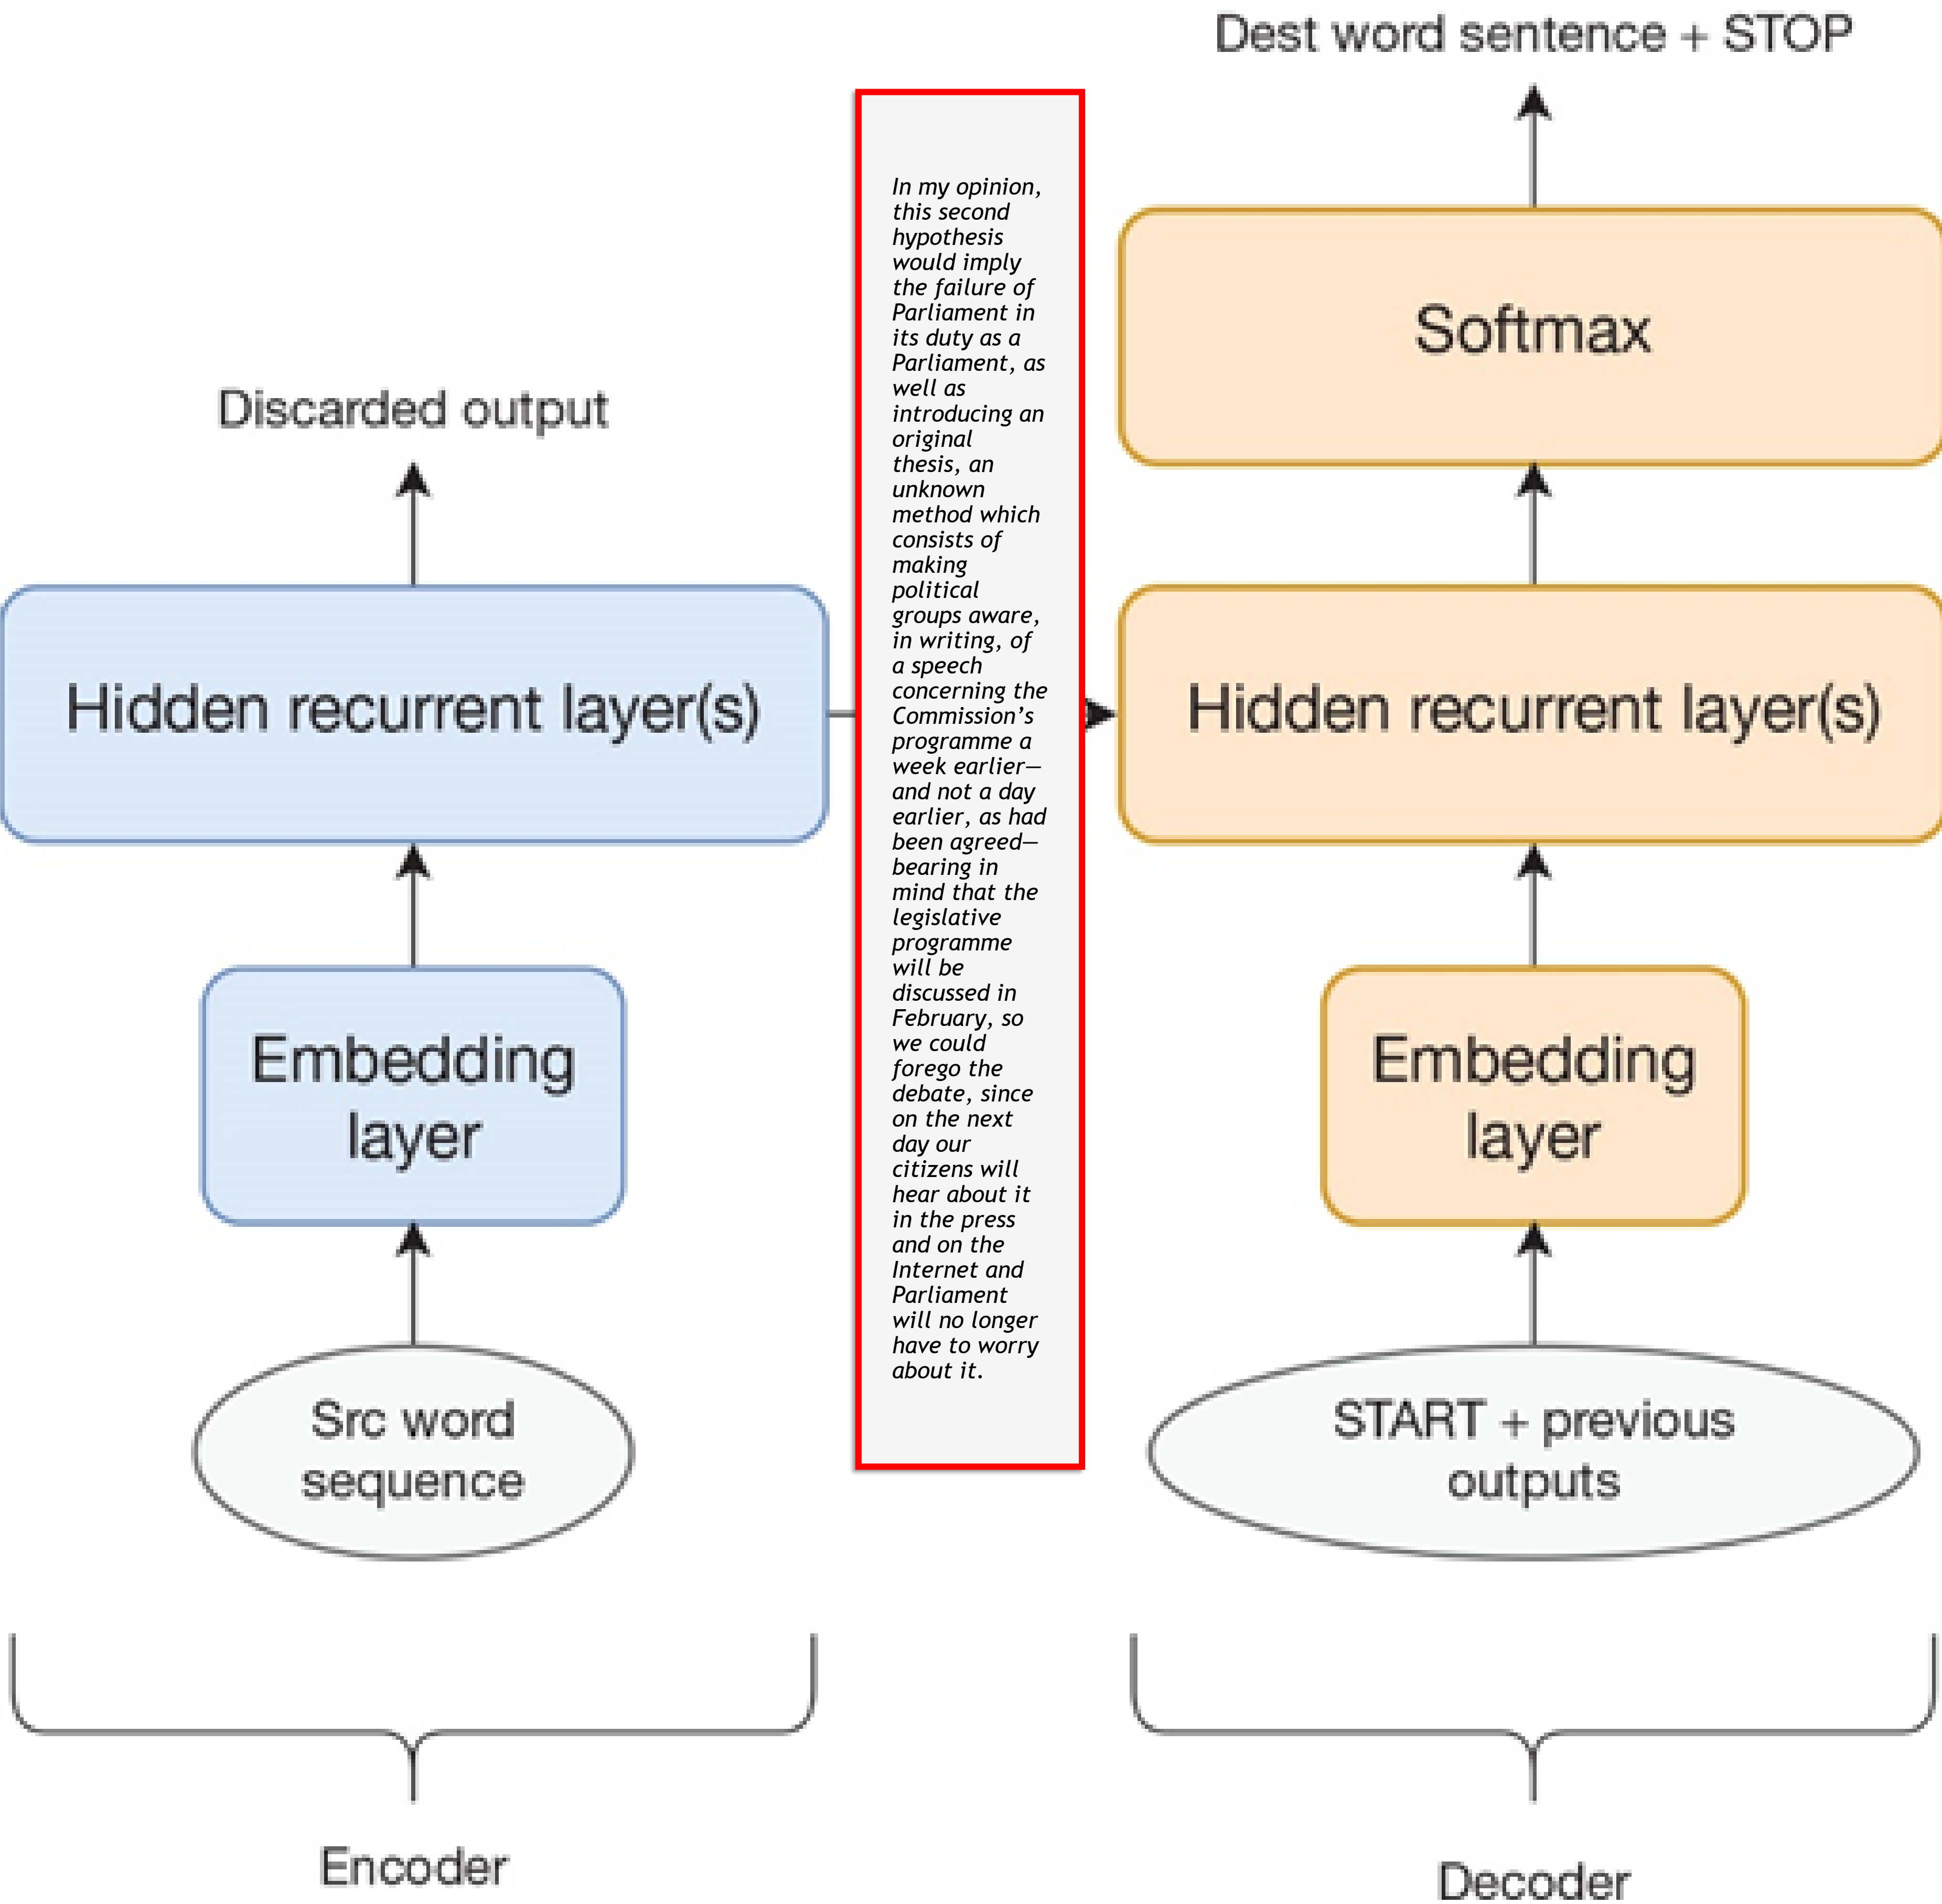 Dest word sentence + STOP
Softmax
Discarded output
Hidden recurrent layer(s)
Hidden recurrent layer(s)
Embedding
layer
Embedding
layer
Src word
sequence
START + previous
outputs
Encoder
Decoder
In my opinion,
this second
hypothesis
would imply
the failure of
Parliament in
its duty as a
Parliament, as
well as
introducing an
original
thesis, an
unknown
method which
consists of
making
political
groups aware,
in writing, of
a speech
concerning the
Commission’s
programme a
week earlier—
and not a day
earlier, as had
been agreed—
bearing in
mind that the
legislative
programme
will be
discussed in
February, so
we could
forego the
debate, since
on the next
day our
citizens will
hear about it
in the press
and on the
Internet and
Parliament
will no longer
have to worry
about it.